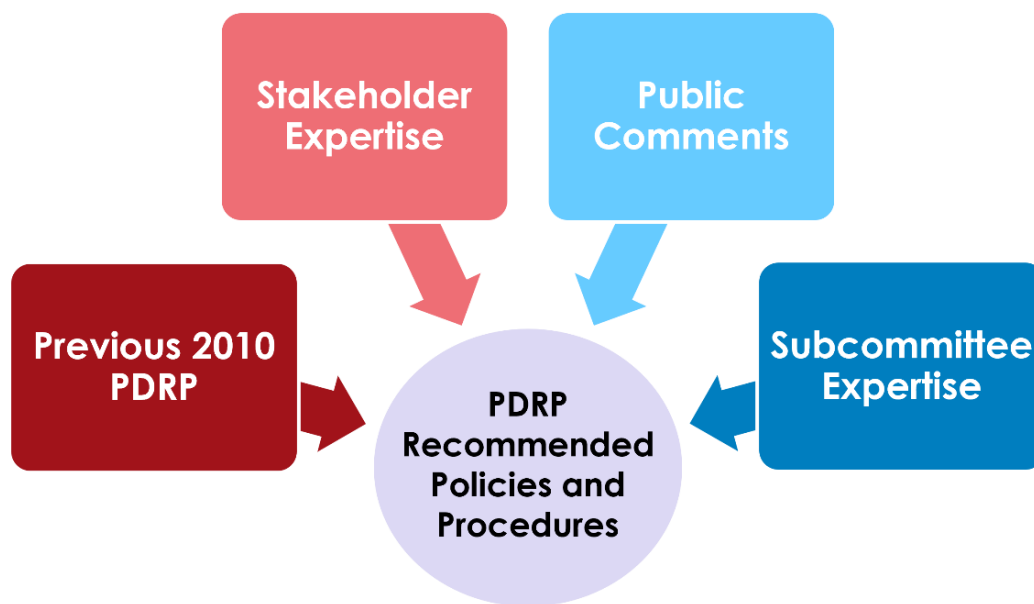 Stakeholder
Expertise
Public
Comments
Previous 2010
PDRP
Subcommittee
Expertise
PDRP
Recommended
Policies and
Procedures